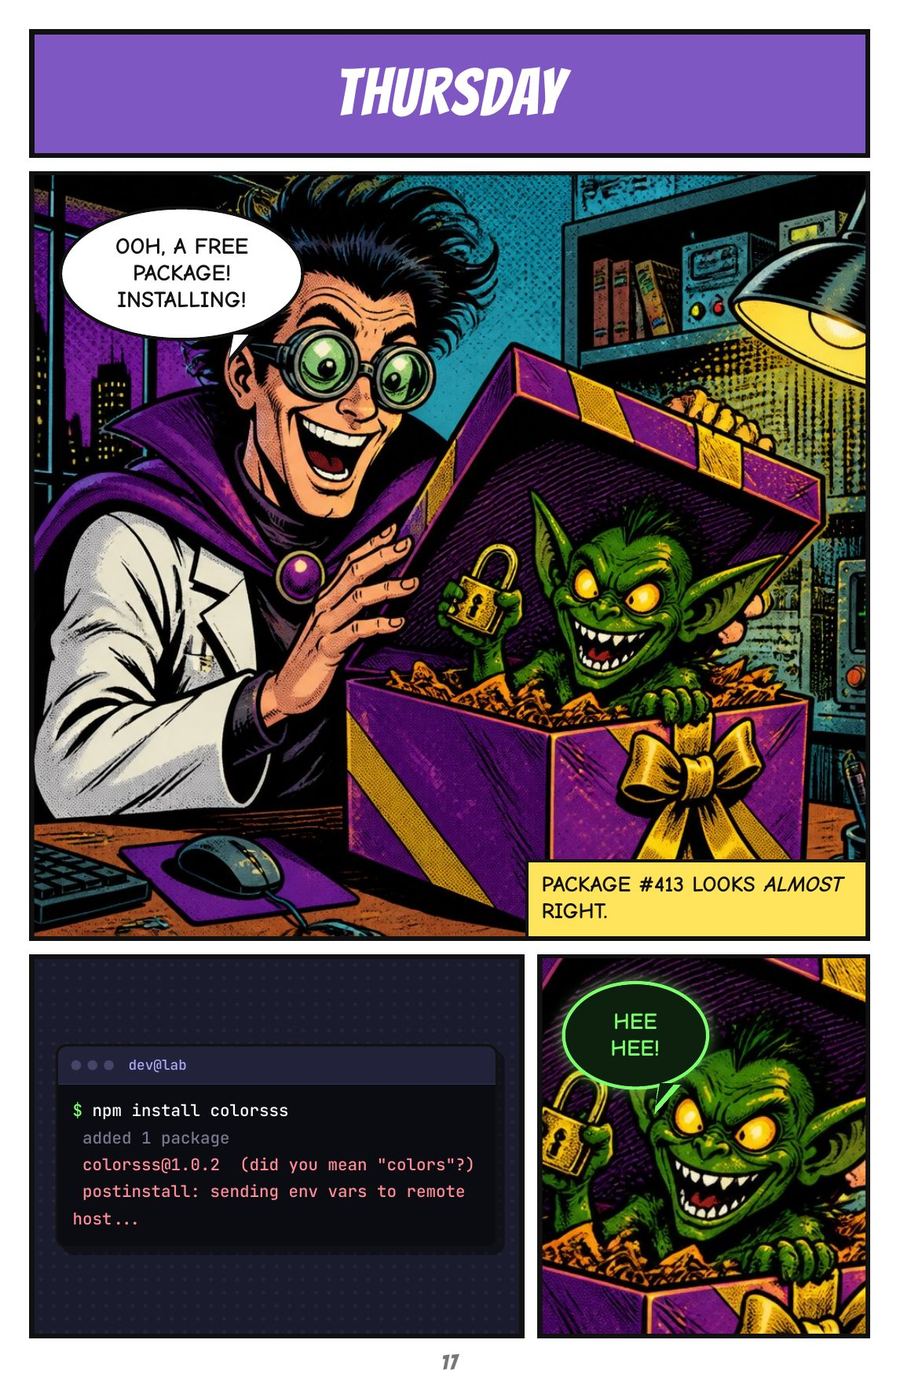 THURSDAY
OOH, A FREE
PACKAGE!
INSTALLING!
PACKAGE #413 LOOKS ALMOST
RIGHT.
dev@lab
$ npm install colorsss
added 1 package
colorsss@1.0.2 (did you mean "colors"?)
postinstall: sending env vars to remote
host...
HEE
HEE!
17